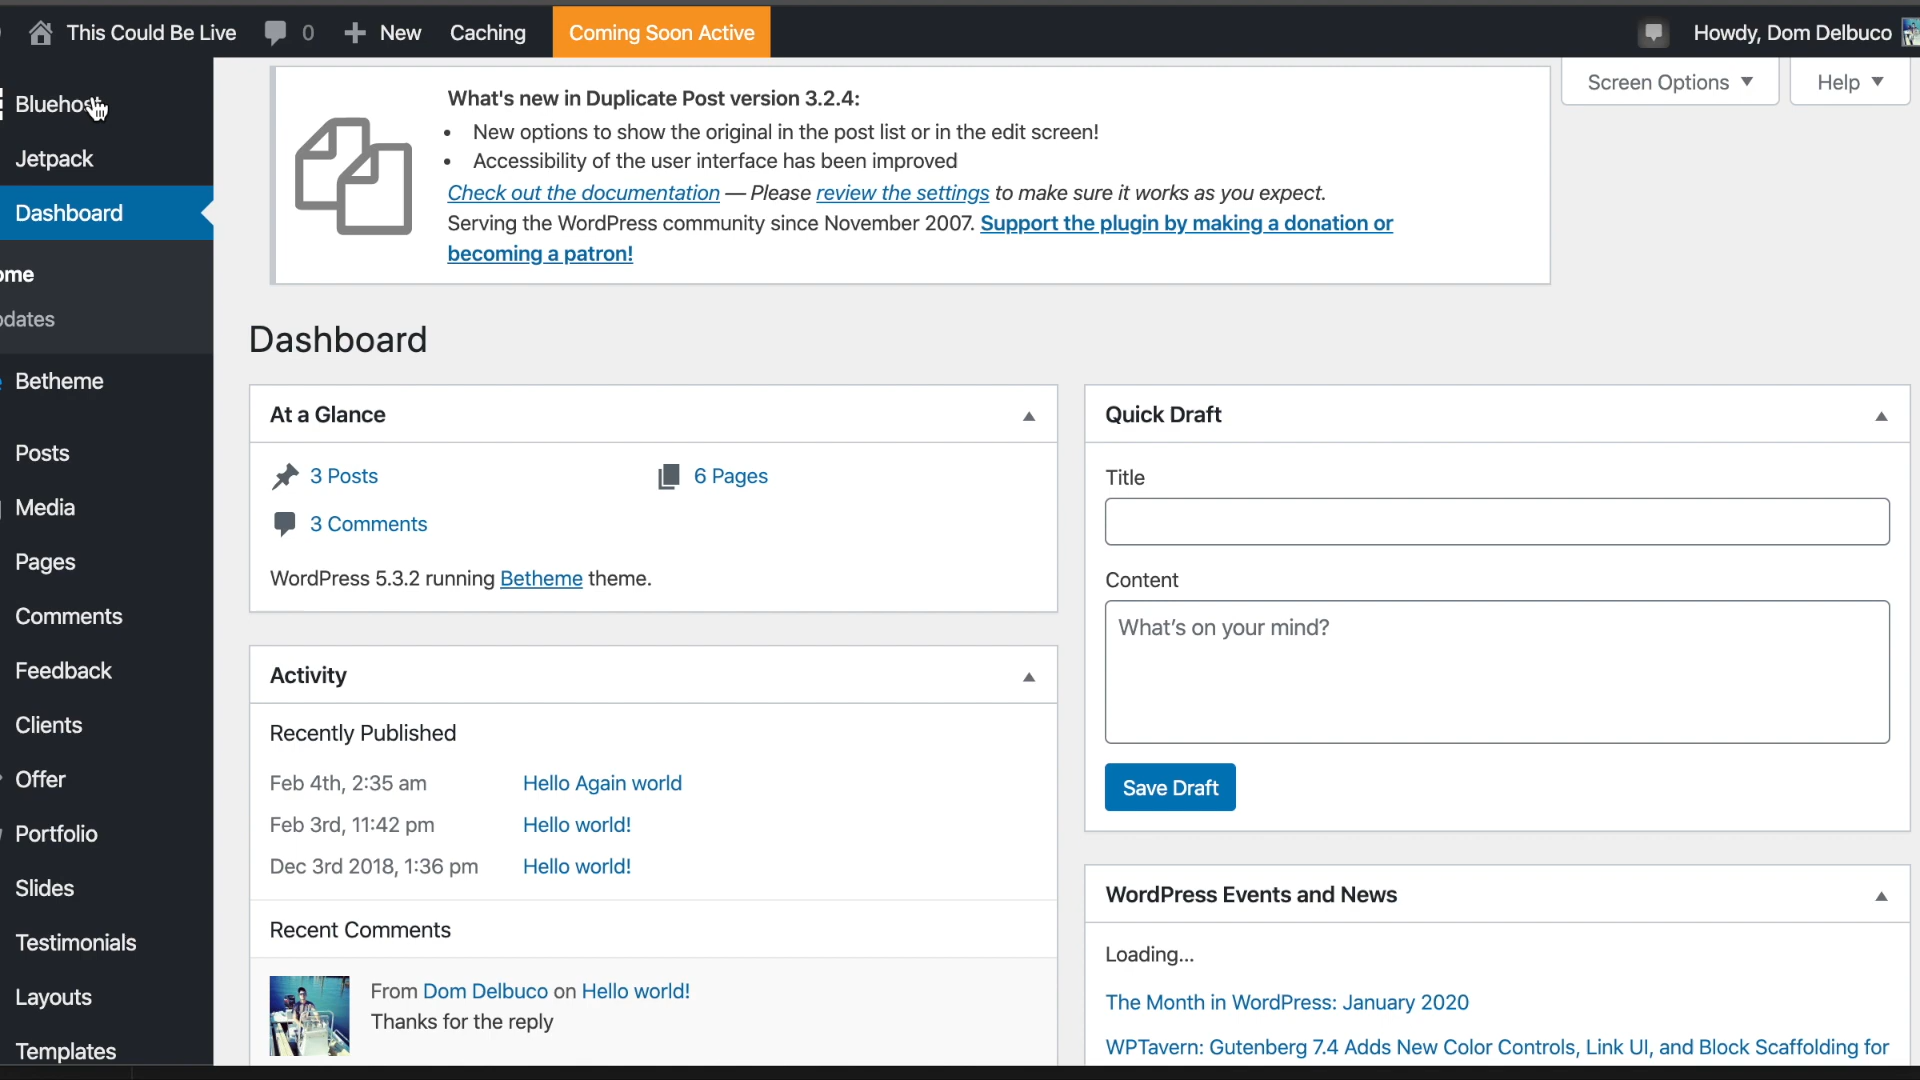 This Could Be Live 0 New Caching Coming Soon Active Howdy, Dom Delbuco
Screen Options Help
Jetpack
Dashboard
Betheme
Posts
Media
Pages
Comments
Feedback
Clients
Offer
Portfolio
Slides
Testimonials
Layouts
Templates
What's new in Duplicate Post version 3.2.4:
• New options to show the original in the post list or in the edit screen!
• Accessibility of the user interface has been improved
Check out the documentation — Please review the settings to make sure it works as you expect.
Serving the WordPress community since November 2007. Support the plugin by making a donation or
becoming a patron!
Dashboard
At a Glance
3 Posts 6 Pages
3 Comments
WordPress 5.3.2 running Betheme theme.
Activity
Recently Published
Feb 4th, 2:35 am Hello Again world
Feb 3rd, 11:42 pm Hello world!
Dec 3rd 2018, 1:36 pm Hello world!
Recent Comments
From Dom Delbuco on Hello world!
Thanks for the reply
Quick Draft
Title
Content
What's on your mind?
Save Draft
WordPress Events and News
Loading...
The Month in WordPress: January 2020
WPTavern: Gutenberg 7.4 Adds New Color Controls, Link UI, and Block Scaffolding for